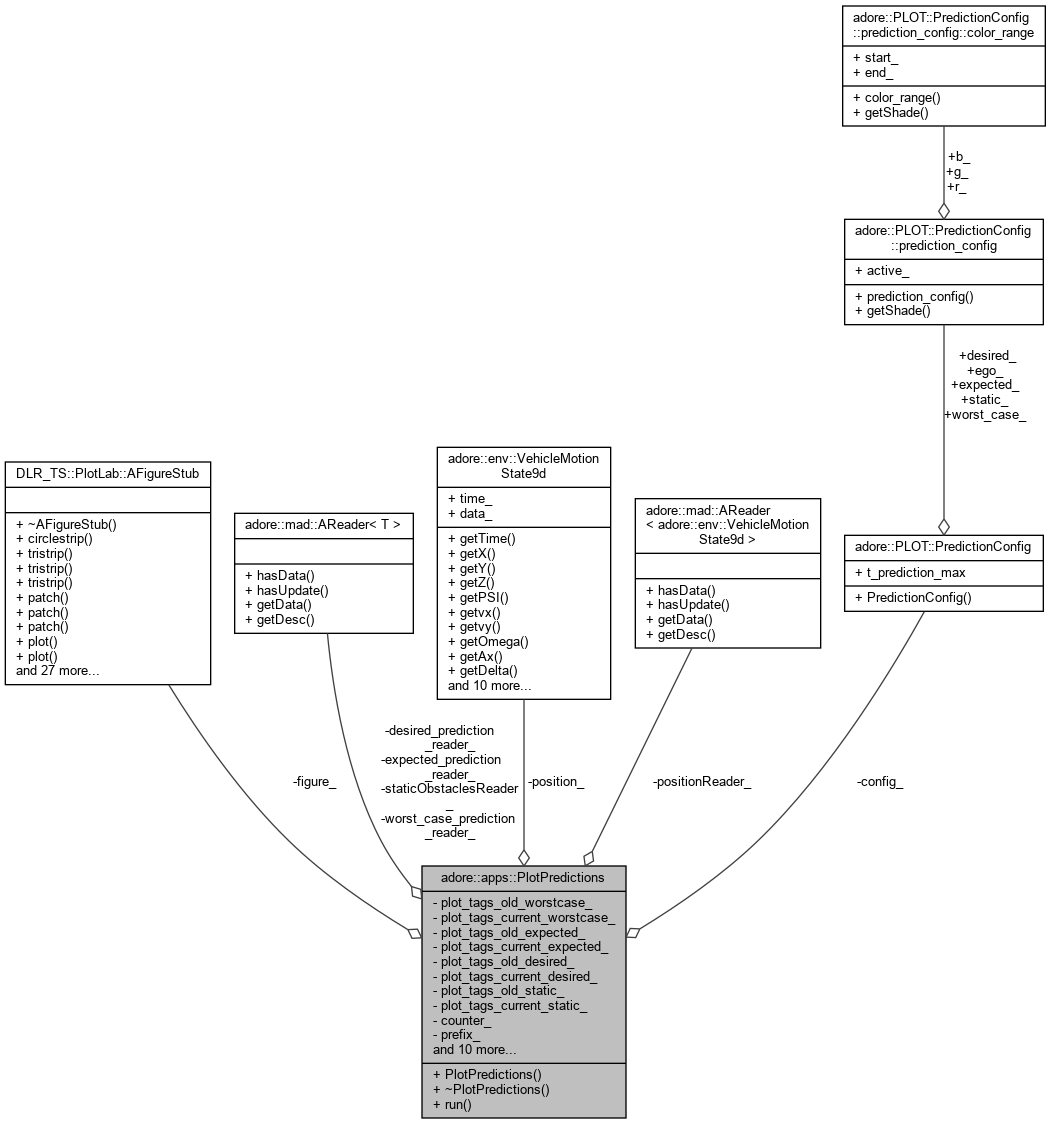 adore::PLOT::PredictionConfig
::prediction_config::color_range
+ start_
+ end_
+ color_range()
+ getShade()
+b_
+g_
+r_
adore::PLOT::PredictionConfig
::prediction_config
+ active_
+ prediction_config()
+ getShade()
+desired_
+ego_
+expected_
+static_
+worst_case_
DLR_TS::PlotLab::AFigureStub
+ ~AFigureStub()
+ circlestrip()
+ tristrip()
+ tristrip()
+ tristrip()
+ patch()
+ patch()
+ patch()
+ plot()
+ plot()
and 27 more...
adore::mad::AReader< T >
+ hasData()
+ hasUpdate()
+ getData()
+ getDesc()
adore::env::VehicleMotion
State9d
+ time_
+ data_
+ getTime()
+ getX()
+ getY()
+ getZ()
+ getPSI()
+ getvx()
+ getvy()
+ getOmega()
+ getAx()
+ getDelta()
and 10 more...
adore::mad::AReader
< adore::env::VehicleMotion
State9d >
+ hasData()
+ hasUpdate()
+ getData()
+ getDesc()
adore::PLOT::PredictionConfig
+ t_prediction_max
+ PredictionConfig()
-figure_
-desired_prediction
_reader_
-expected_prediction
_reader_
-staticObstaclesReader
_
-worst_case_prediction
_reader_
-position_
-positionReader_
-config_
adore::apps::PlotPredictions
- plot_tags_old_worstcase_
- plot_tags_current_worstcase_
- plot_tags_old_expected_
- plot_tags_current_expected_
- plot_tags_old_desired_
- plot_tags_current_desired_
- plot_tags_old_static_
- plot_tags_current_static_
- counter_
- prefix_
and 10 more...
+ PlotPredictions()
+ ~PlotPredictions()
+ run()